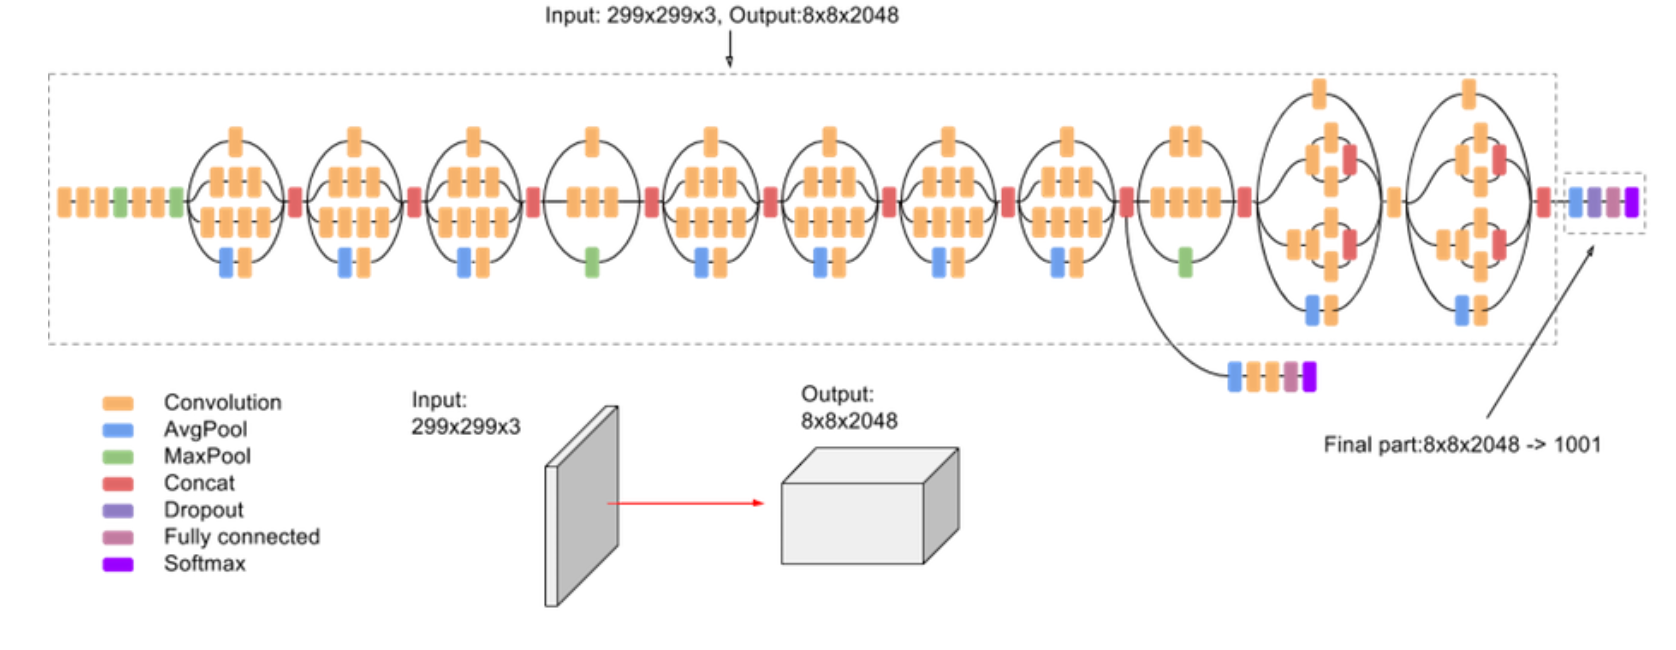 Input: 299x299x3, Output:8x8x2048
Convolution
AvgPool
MaxPool
Concat
Dropout
Fully connected
Softmax
Input:
299x299x3
Output:
8x8x2048
Final part:8x8x2048 -> 1001